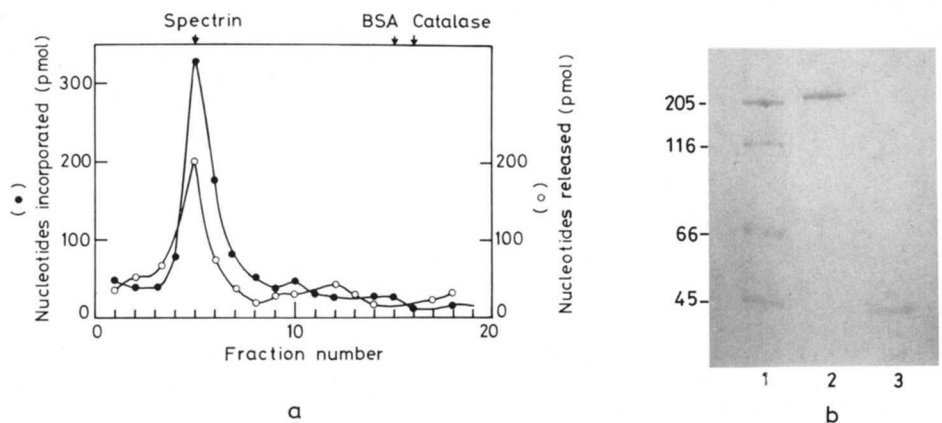 Spectrin
BSA Catalase
Nucleotides incorporated (pmol)
(●)
300
200
100
0
0
10
20
Fraction number
200
100
0
(○)
Nucleotides released (pmol)
a
205-
116-
66-
45-
1 2 3
b